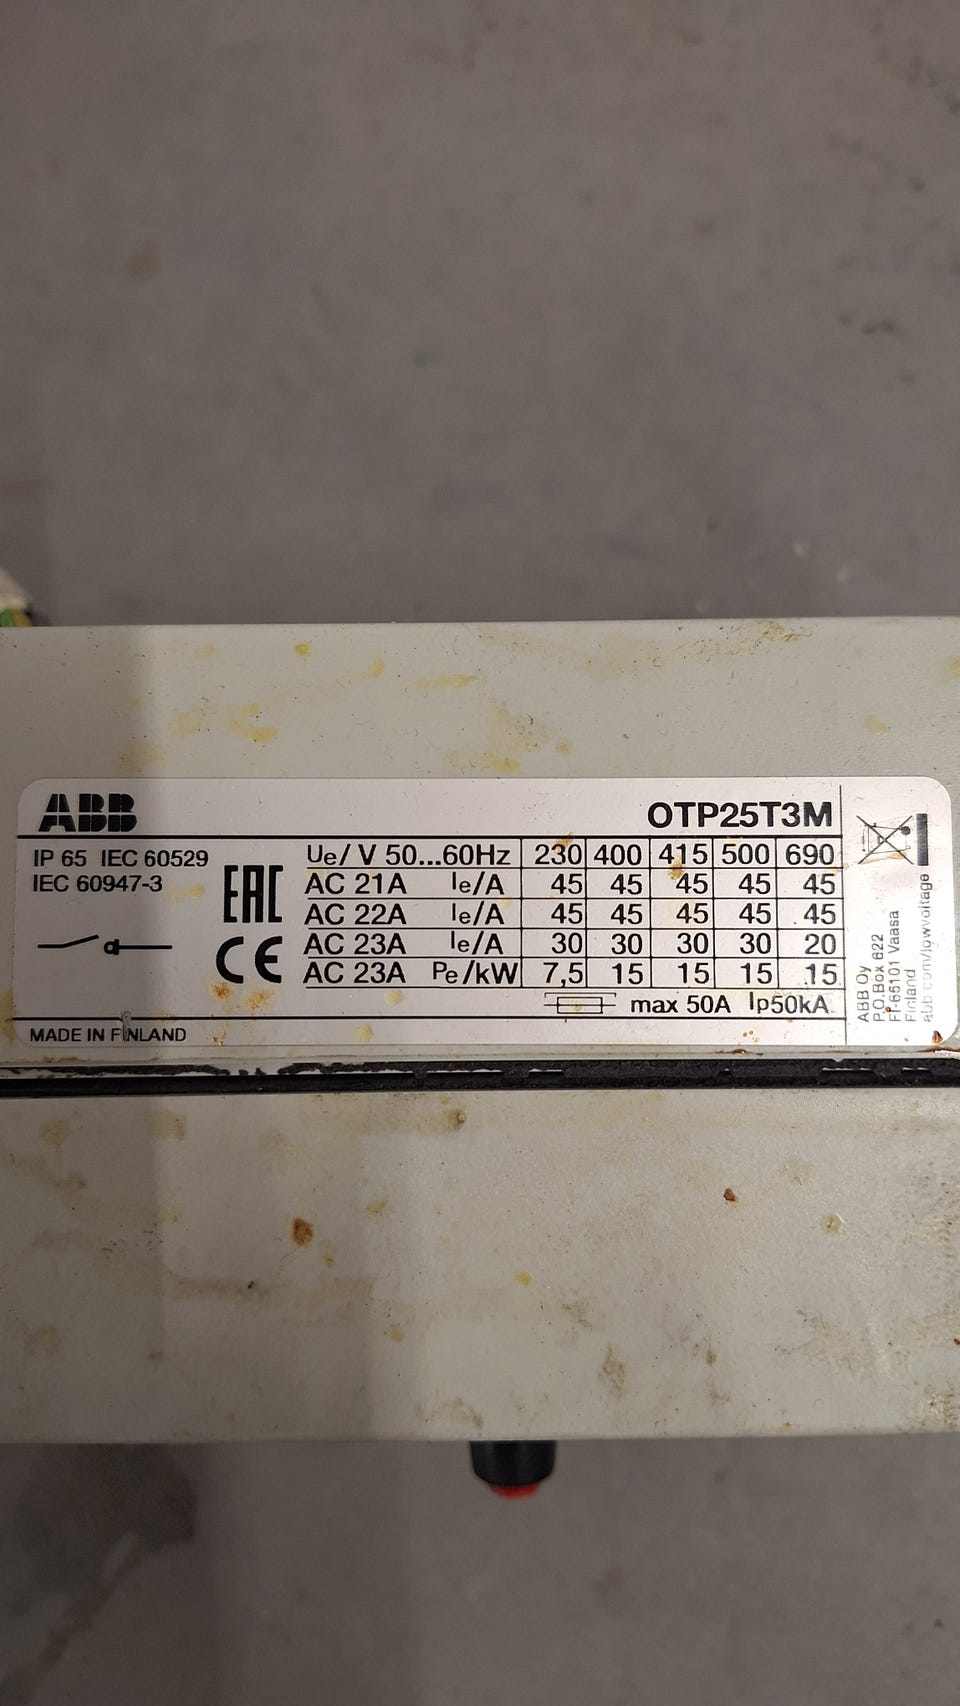 ABB
OTP25T3M
IP 65 IEC 60529
IEC 60947-3
EAC
CE
Ue/ V 50...60Hz 230 400 415 500 690
AC 21A Ie/A 45 45 45 45 45
AC 22A Ie/A 45 45 45 45 45
AC 23A Ie/A 30 30 30 30 20
AC 23A Pe/kW 7,5 15 15 15 15
max 50A Ip50kA
MADE IN FINLAND
ABB Oy
P.O.Box 622
FI-65101 Vaasa
Finland
abb.com/lowvoltage